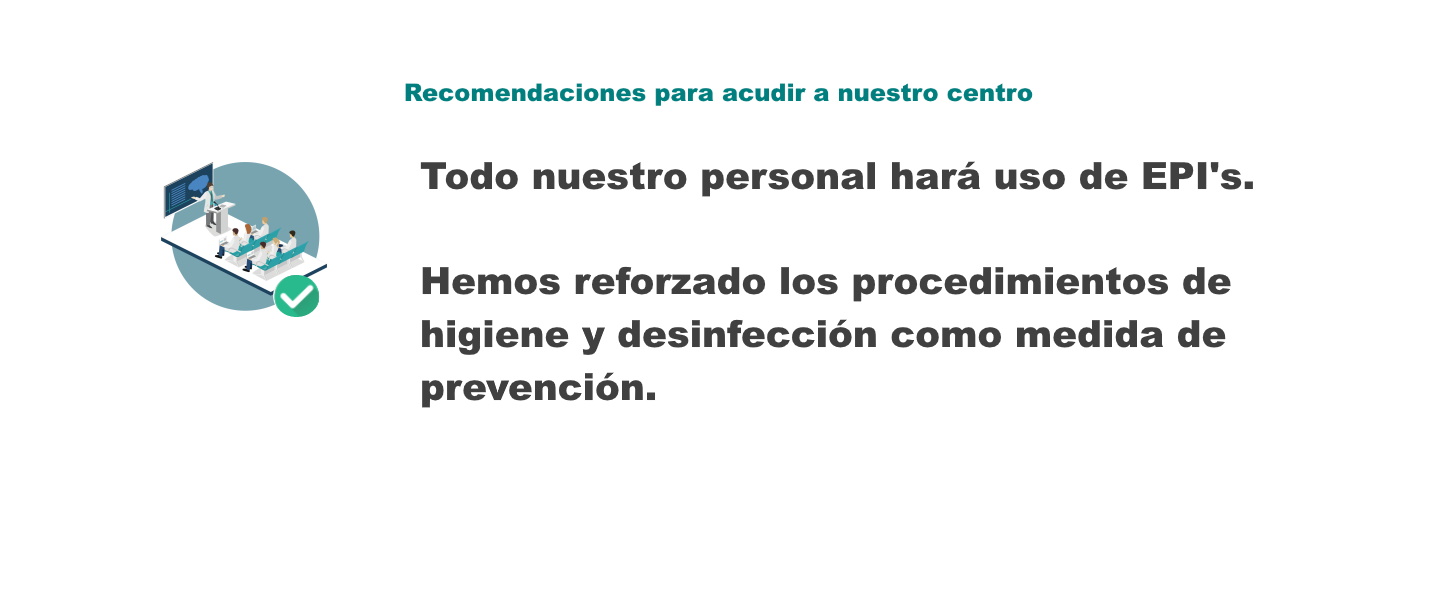 Recomendaciones para acudir a nuestro centro
Todo nuestro personal hará uso de EPI's.
Hemos reforzado los procedimientos de
higiene y desinfección como medida de
prevención.